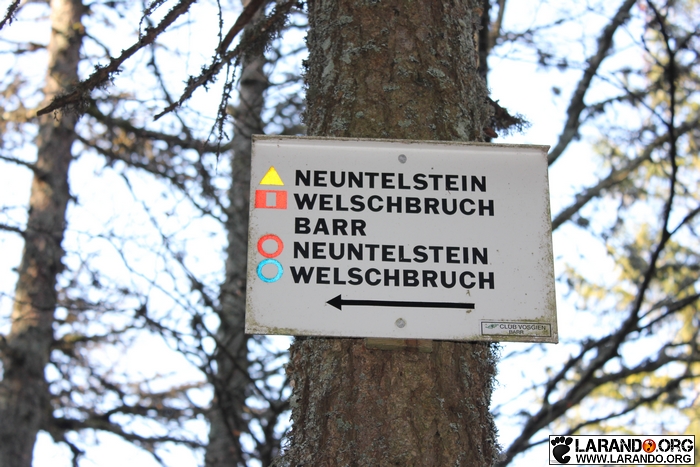 NEUNTELSTEIN
WELSCHBRUCH
BARR
NEUNTELSTEIN
WELSCHBRUCH
CLUB VOSGIEN
BARR
LARANDO.ORG
WWW.LARANDO.ORG